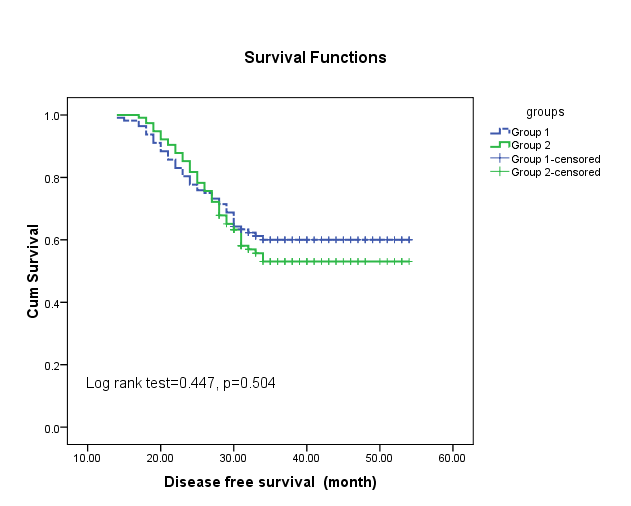 Survival Functions
groups
Group 1
Group 2
Group 1-censored
Group 2-censored
Cum Survival
1.0
0.8
0.6
0.4
0.2
0.0
Log rank test=0.447, p=0.504
10.00 20.00 30.00 40.00 50.00 60.00
Disease free survival (month)